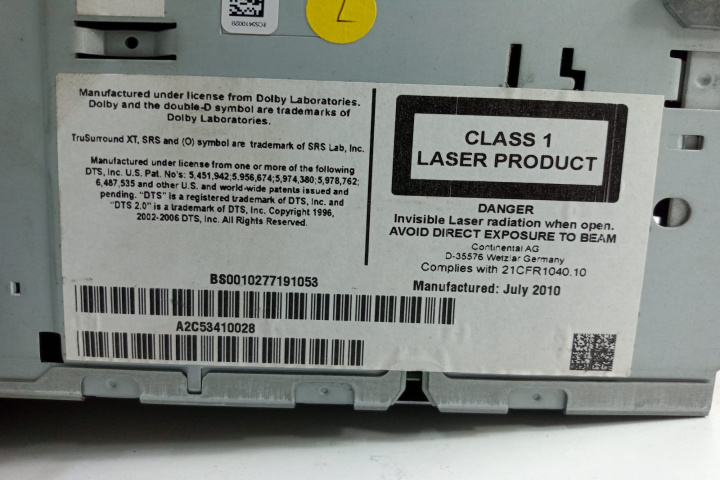 Manufactured under license from Dolby Laboratories.
Dolby and the double-D symbol are trademarks of
Dolby Laboratories.
TruSurround XT, SRS and (O) symbol are trademark of SRS Lab, Inc.
Manufactured under license from one or more of the following
DTS, Inc. U.S. Pat. No's: 5,451,942;5,956,674;5,974,380;5,978,762;
6,487,535 and other U.S. and world-wide patents issued and
pending. "DTS" is a registered trademark of DTS, Inc. and
"DTS 2.0" is a trademark of DTS, Inc. Copyright 1996,
2002-2006 DTS, Inc. All Rights Reserved.
BS0010277191053
A2C53410028
CLASS 1
LASER PRODUCT
DANGER
Invisible Laser radiation when open.
AVOID DIRECT EXPOSURE TO BEAM
Continental AG
D-35576 Wetzlar Germany
Complies with 21CFR1040.10
Manufactured: July 2010